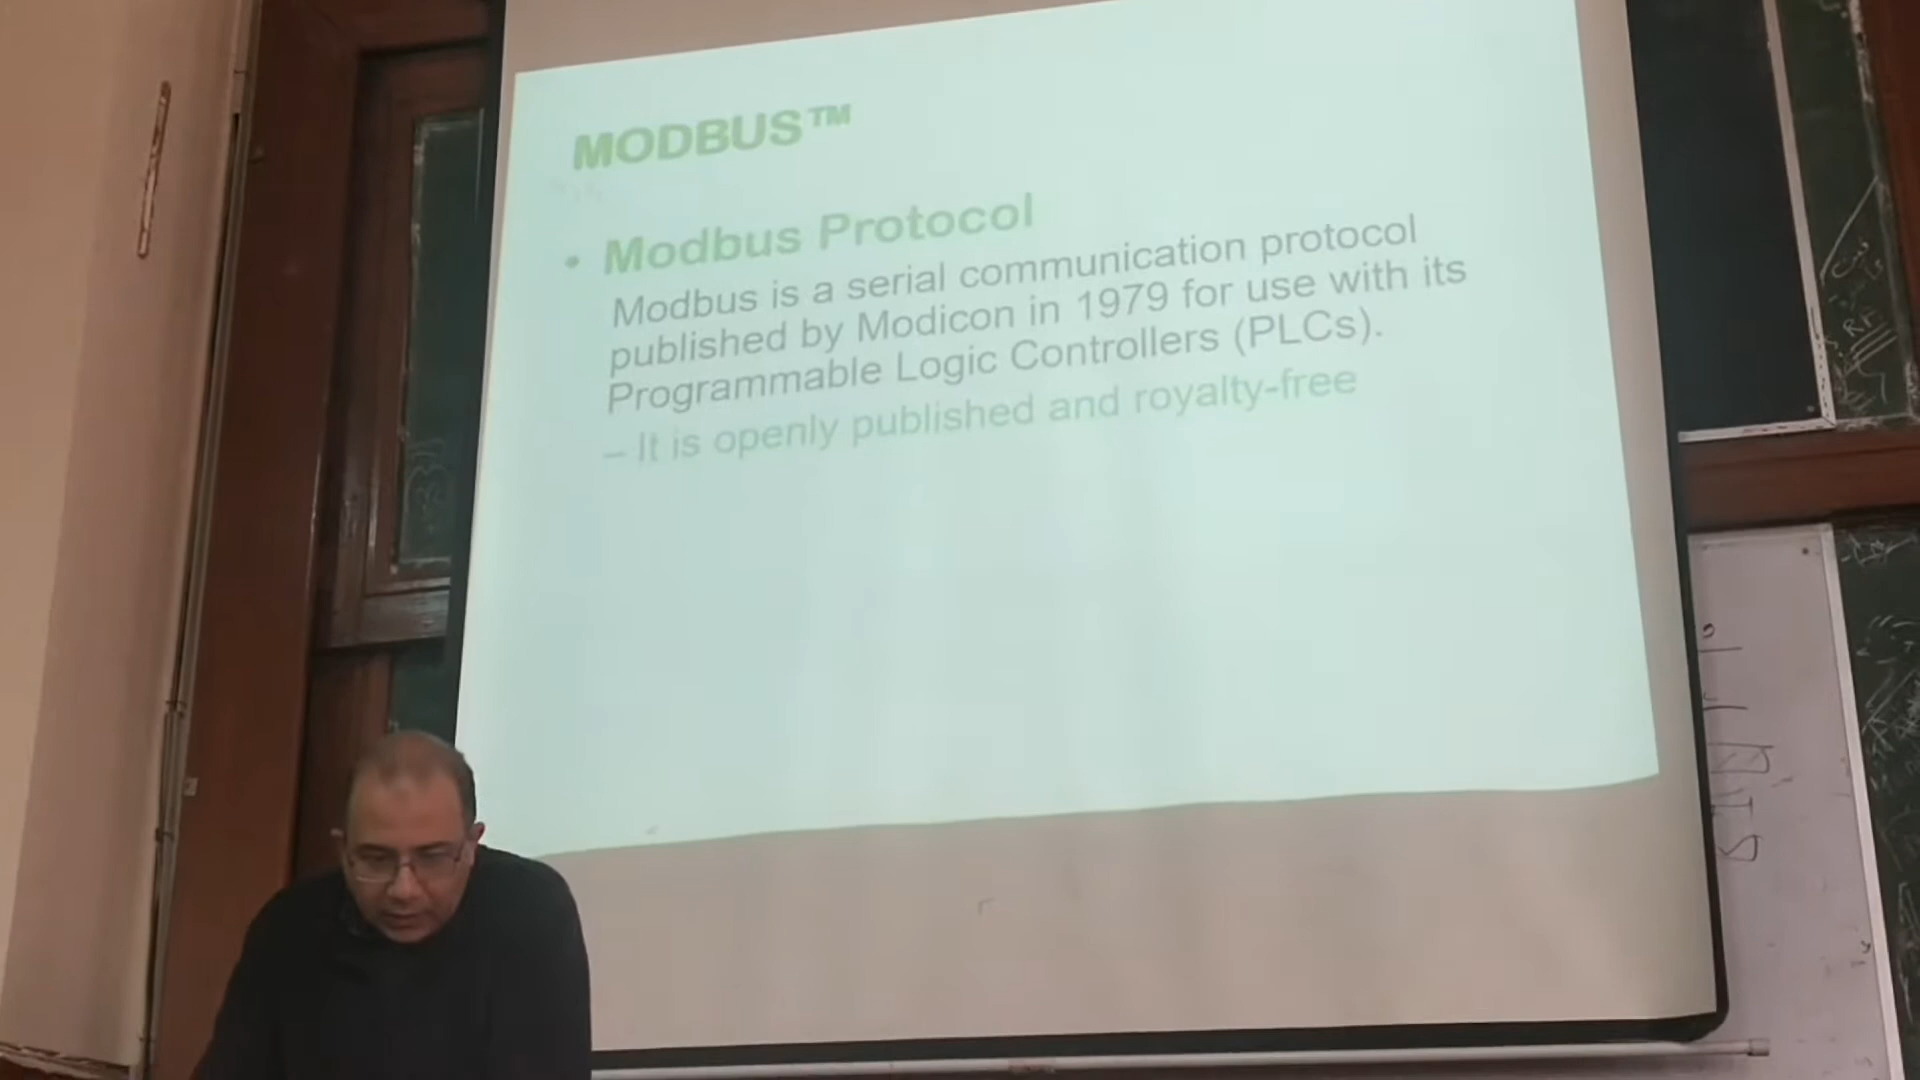 MODBUS™
• Modbus Protocol
Modbus is a serial communication protocol
published by Modicon in 1979 for use with its
Programmable Logic Controllers (PLCs).
– It is openly published and royalty-free
RF